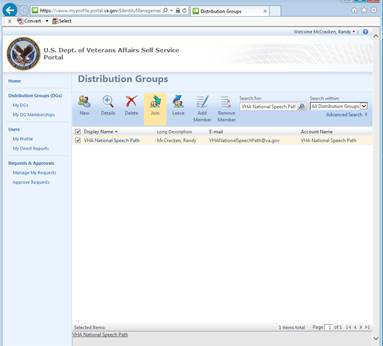 https://www.myprofile.portal.va.gov/IdentityManageme
Distribution Groups
Convert
Select
Welcome McCracken, Randy
U.S. Dept. of Veterans Affairs Self Service
Portal
Home
Distribution Groups (DGs)
My DGs
My DG Memberships
Users
My Profile
My Direct Reports
Requests & Approvals
Manage My Requests
Approve Requests
Distribution Groups
New
Details
Delete
Join
Leave
Add Member
Remove Member
Search for:
VHA National Speech Path
Search within:
All Distribution Groups
Advanced Search
Display Name
Long Description
E-mail
Account Name
VHA National Speech Path
McCracken, Randy
VHANationalSpeechPath@va.gov
VHA National Speech Path
Selected Items:
1 items total
Page 1 of 1
VHA National Speech Path